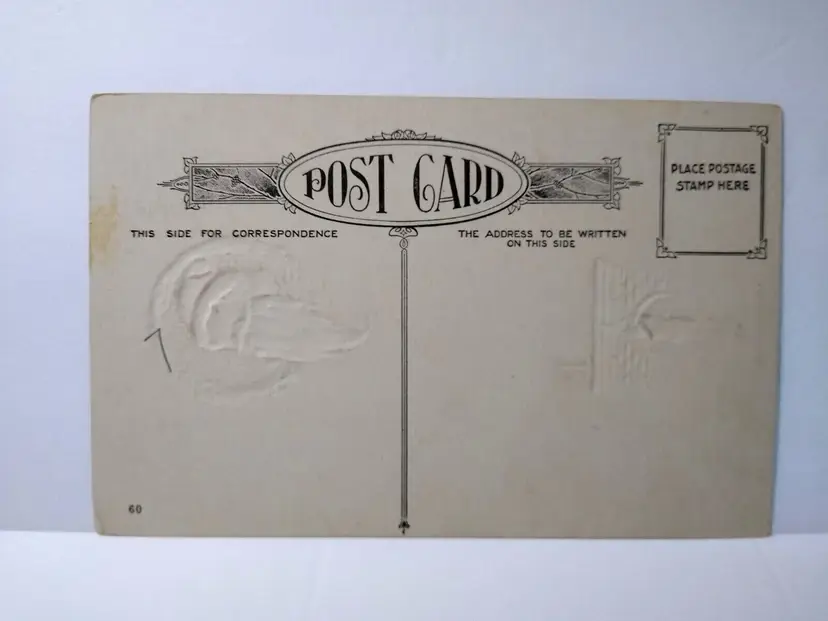 POST CARD
PLACE POSTAGE
STAMP HERE
THIS SIDE FOR CORRESPONDENCE
THE ADDRESS TO BE WRITTEN
ON THIS SIDE
7
60